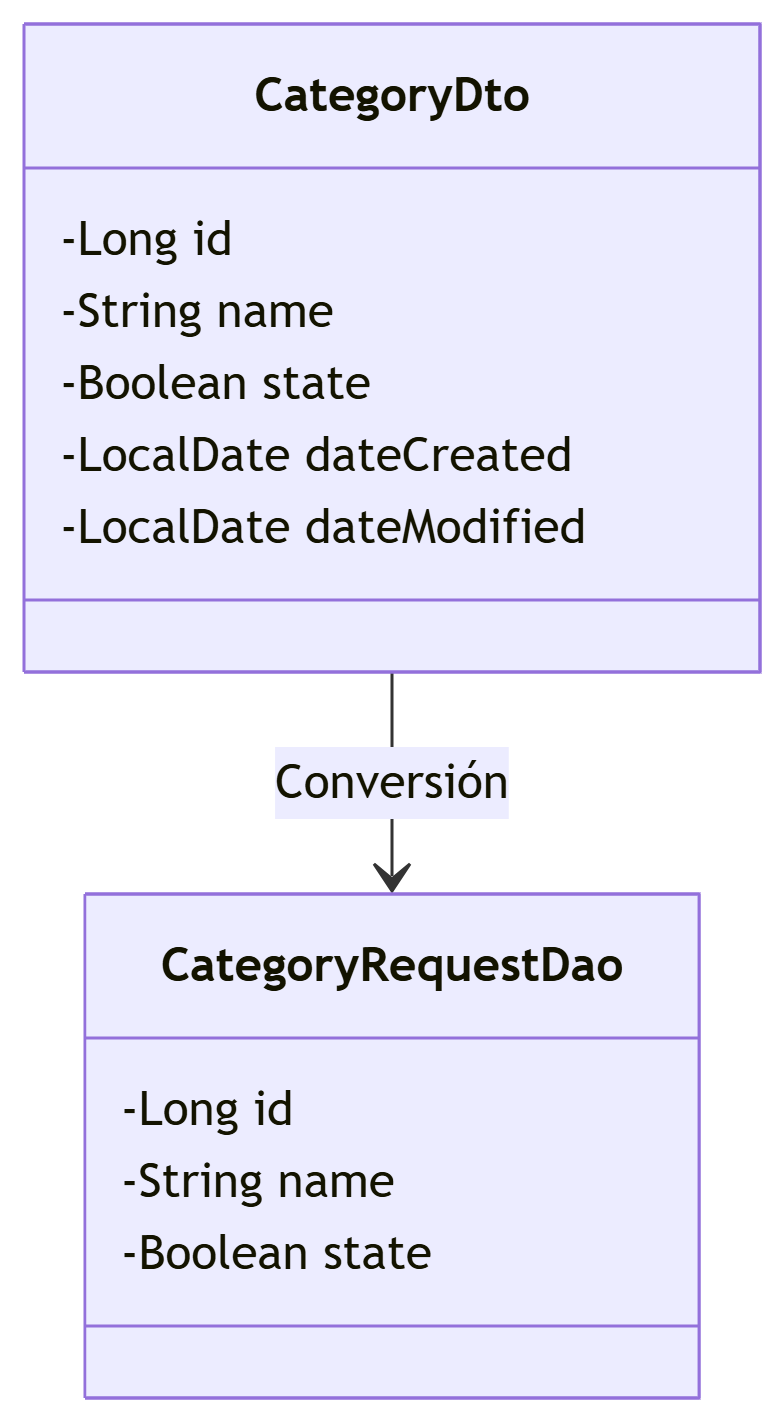 CategoryDto
-Long id
-String name
-Boolean state
-LocalDate dateCreated
-LocalDate dateModified
Conversión
CategoryRequestDao
-Long id
-String name
-Boolean state